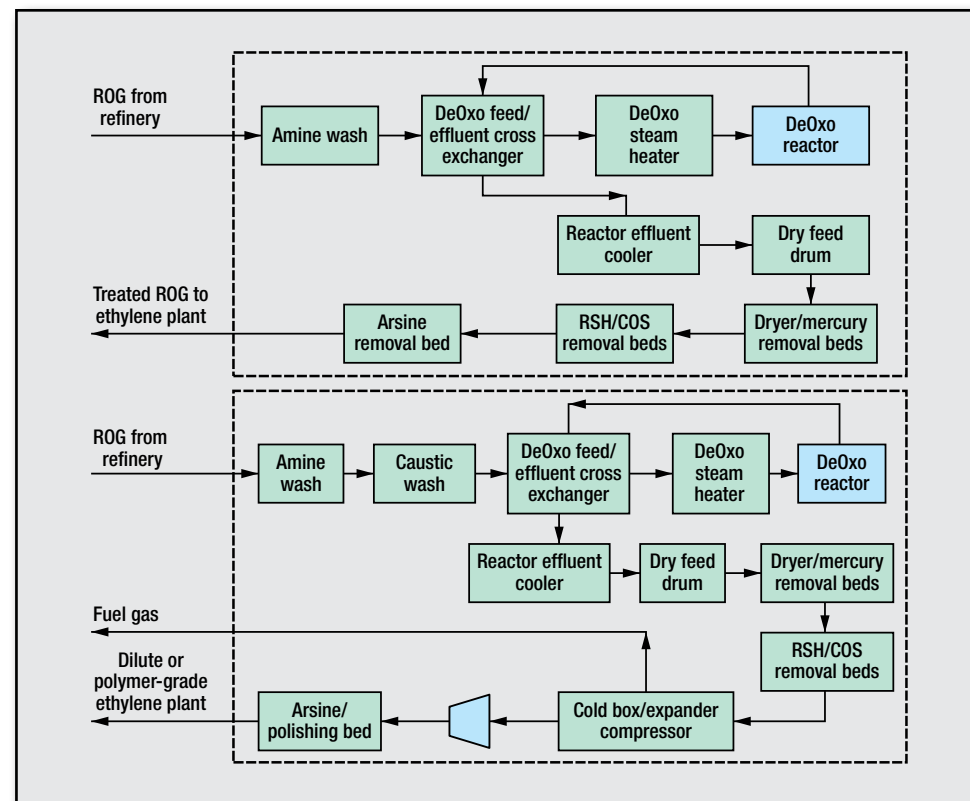 ROG from
refinery
Amine wash
DeOxo feed/
effluent cross
exchanger
DeOxo
steam
heater
DeOxo
reactor
Reactor effluent
cooler
Dry feed
drum
Treated ROG to
ethylene plant
Arsine
removal bed
RSH/COS
removal beds
Dryer/mercury
removal beds
ROG from
refinery
Amine
wash
Caustic
wash
DeOxo feed/
effluent cross
exchanger
DeOxo
steam
heater
DeOxo
reactor
Reactor effluent
cooler
Dry feed
drum
Dryer/mercury
removal beds
Fuel gas
RSH/COS
removal beds
Dilute or
polymer-grade
ethylene plant
Arsine/
polishing bed
Cold box/expander
compressor